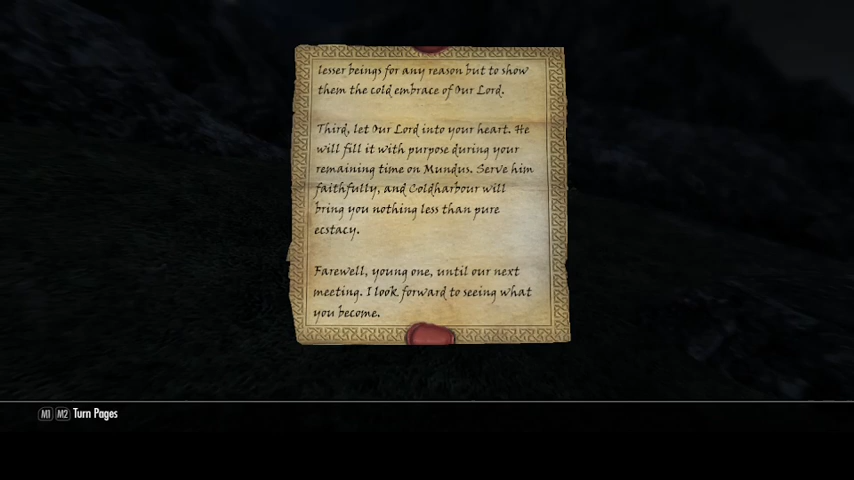 lesser beings for any reason but to show
them the cold embrace of Our Lord.
Third, let Our Lord into your heart. He
will fill it with purpose during your
remaining time on Mundus. Serve him
faithfully, and Coldharbour will
bring you nothing less than pure
ecstacy.
Farewell, young one, until our next
meeting. I look forward to seeing what
you become.
M1 M2 Turn Pages